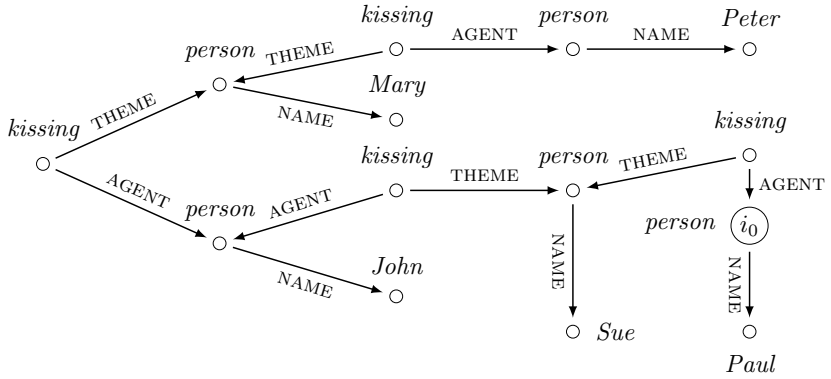 kissing person Peter
person THEME AGENT NAME
Mary
THEME NAME
kissing kissing
kissing person
THEME THEME
AGENT AGENT AGENT
person person i₀
NAME John NAME NAME
Sue
Paul